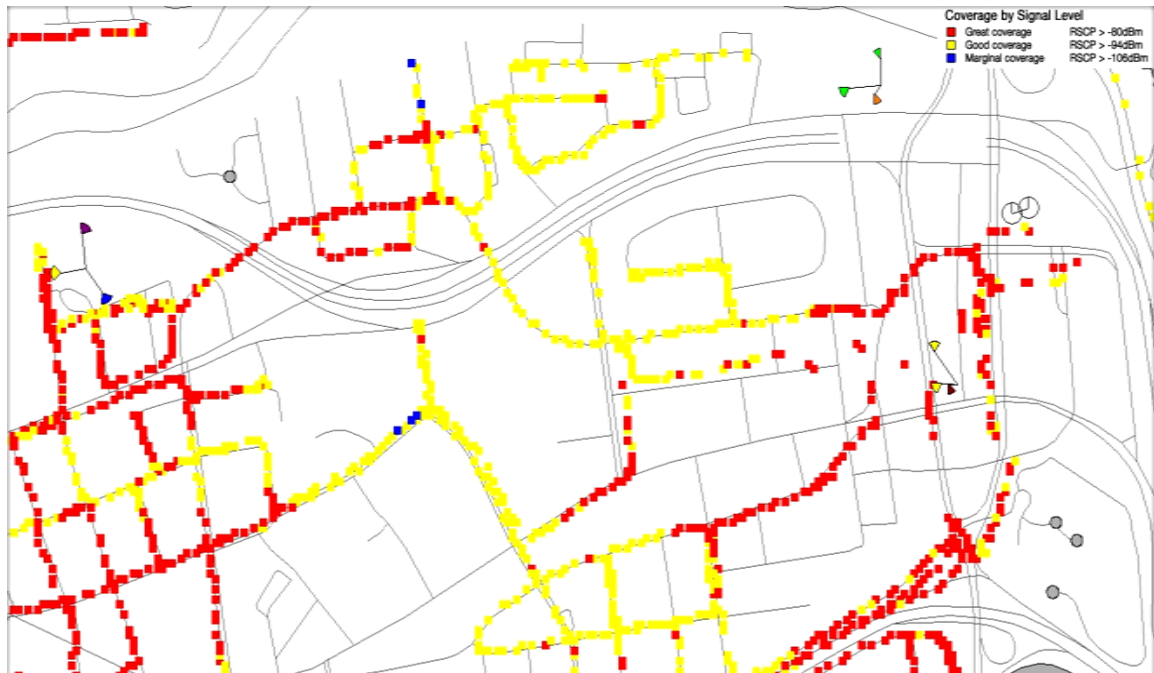 Coverage by Signal Level
Great coverage RSCP > -80dBm
Good coverage RSCP > -94dBm
Marginal coverage RSCP > -106dBm